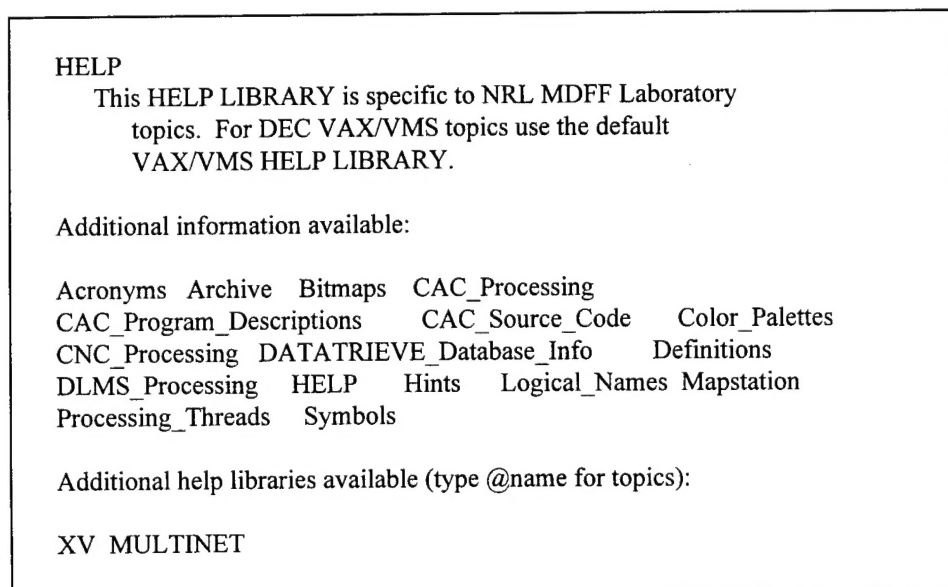 HELP
This HELP LIBRARY is specific to NRL MDFF Laboratory
topics. For DEC VAX/VMS topics use the default
VAX/VMS HELP LIBRARY.
Additional information available:
Acronyms Archive Bitmaps CAC_Processing
CAC_Program_Descriptions CAC_Source_Code Color_Palettes
CNC_Processing DATATRIEVE_Database_Info Definitions
DLMS_Processing HELP Hints Logical_Names Mapstation
Processing_Threads Symbols
Additional help libraries available (type @name for topics):
XV MULTINET